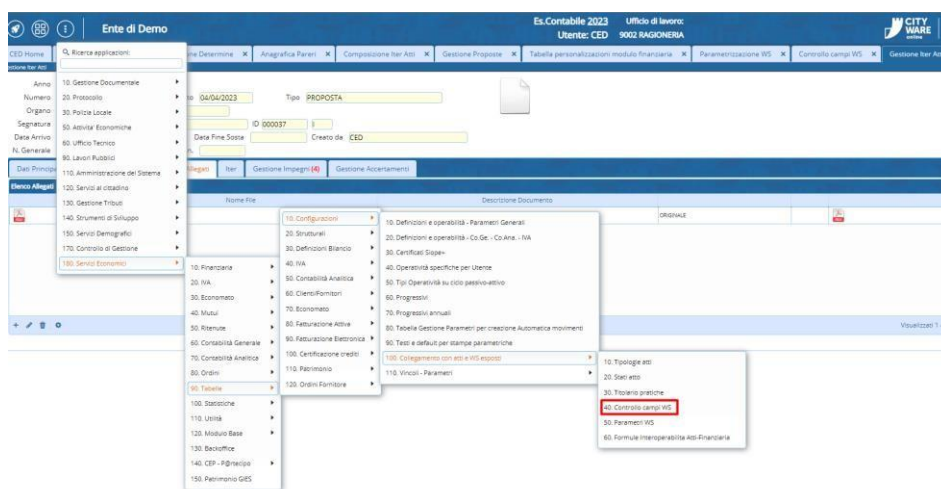 Ente di Demo
Es.Contabile 2023
Utente: CED
Ufficio di lavoro:
9002 RAGIONERIA
CITY
WARE
online
CED Home
ne Determine
Anagrafica Pareri
Composizione Iter Atti
Gestione Proposte
Tabella personalizzazioni modulo finanziaria
Parametrizzazione WS
Controllo campi WS
Gestione Iter Att
estione Iter Atti
Ricerca applicazioni:
Anno
Numero
04/04/2023
Tipo PROPOSTA
Organo
Segnatura
ID 000037
Data Arrivo
Data Fine Sosta
Creato da CED
N. Generale
n.
Dati Principa
Allegati
Iter
Gestione Impegni (4)
Gestione Accertamenti
Elenco Allegati
Nome File
Descrizione Documento
ORIGINALE
Visualizzati 1 -
10. Gestione Documentale
20. Protocollo
30. Polizia Locale
50. Attivita' Economiche
60. Ufficio Tecnico
90. Lavori Pubblici
110. Amministrazione del Sistema
120. Servizi al cittadino
130. Gestione Tributi
140. Strumenti di Sviluppo
150. Servizi Demografici
170. Controllo di Gestione
180. Servizi Economici
10. Finanziaria
20. IVA
30. Economato
40. Mutui
50. Ritenute
60. Contabilità Generale
70. Contabilità Analitica
80. Ordini
90. Tabelle
100. Statistiche
110. Utilità
120. Modulo Base
130. Backoffice
140. CEP - P@rtecipo
150. Patrimonio GIES
10. Configurazioni
20. Strutturali
30. Definizioni Bilancio
40. IVA
50. Contabilità Analitica
60. Clienti/Fornitori
70. Economato
80. Fatturazione Attiva
90. Fatturazione Elettronica
100. Certificazione crediti
110. Patrimonio
120. Ordini Fornitore
10. Definizioni e operabilità - Parametri Generali
20. Definizioni e operabilità - Co.Ge. - Co.Ana. - IVA
30. Certificati Siope+
40. Operatività specifiche per Utente
50. Tipi Operatività su ciclo passivo-attivo
60. Progressivi
70. Progressivi annuali
80. Tabella Gestione Parametri per creazione Automatica movimenti
90. Testi e default per stampe parametriche
100. Collegamento con atti e WS esposti
110. Vincoli - Parametri
10. Tipologie atti
20. Stati atto
30. Titolario pratiche
40. Controllo campi WS
50. Parametri WS
60. Formule Interoperabilita Atti-Finanziaria